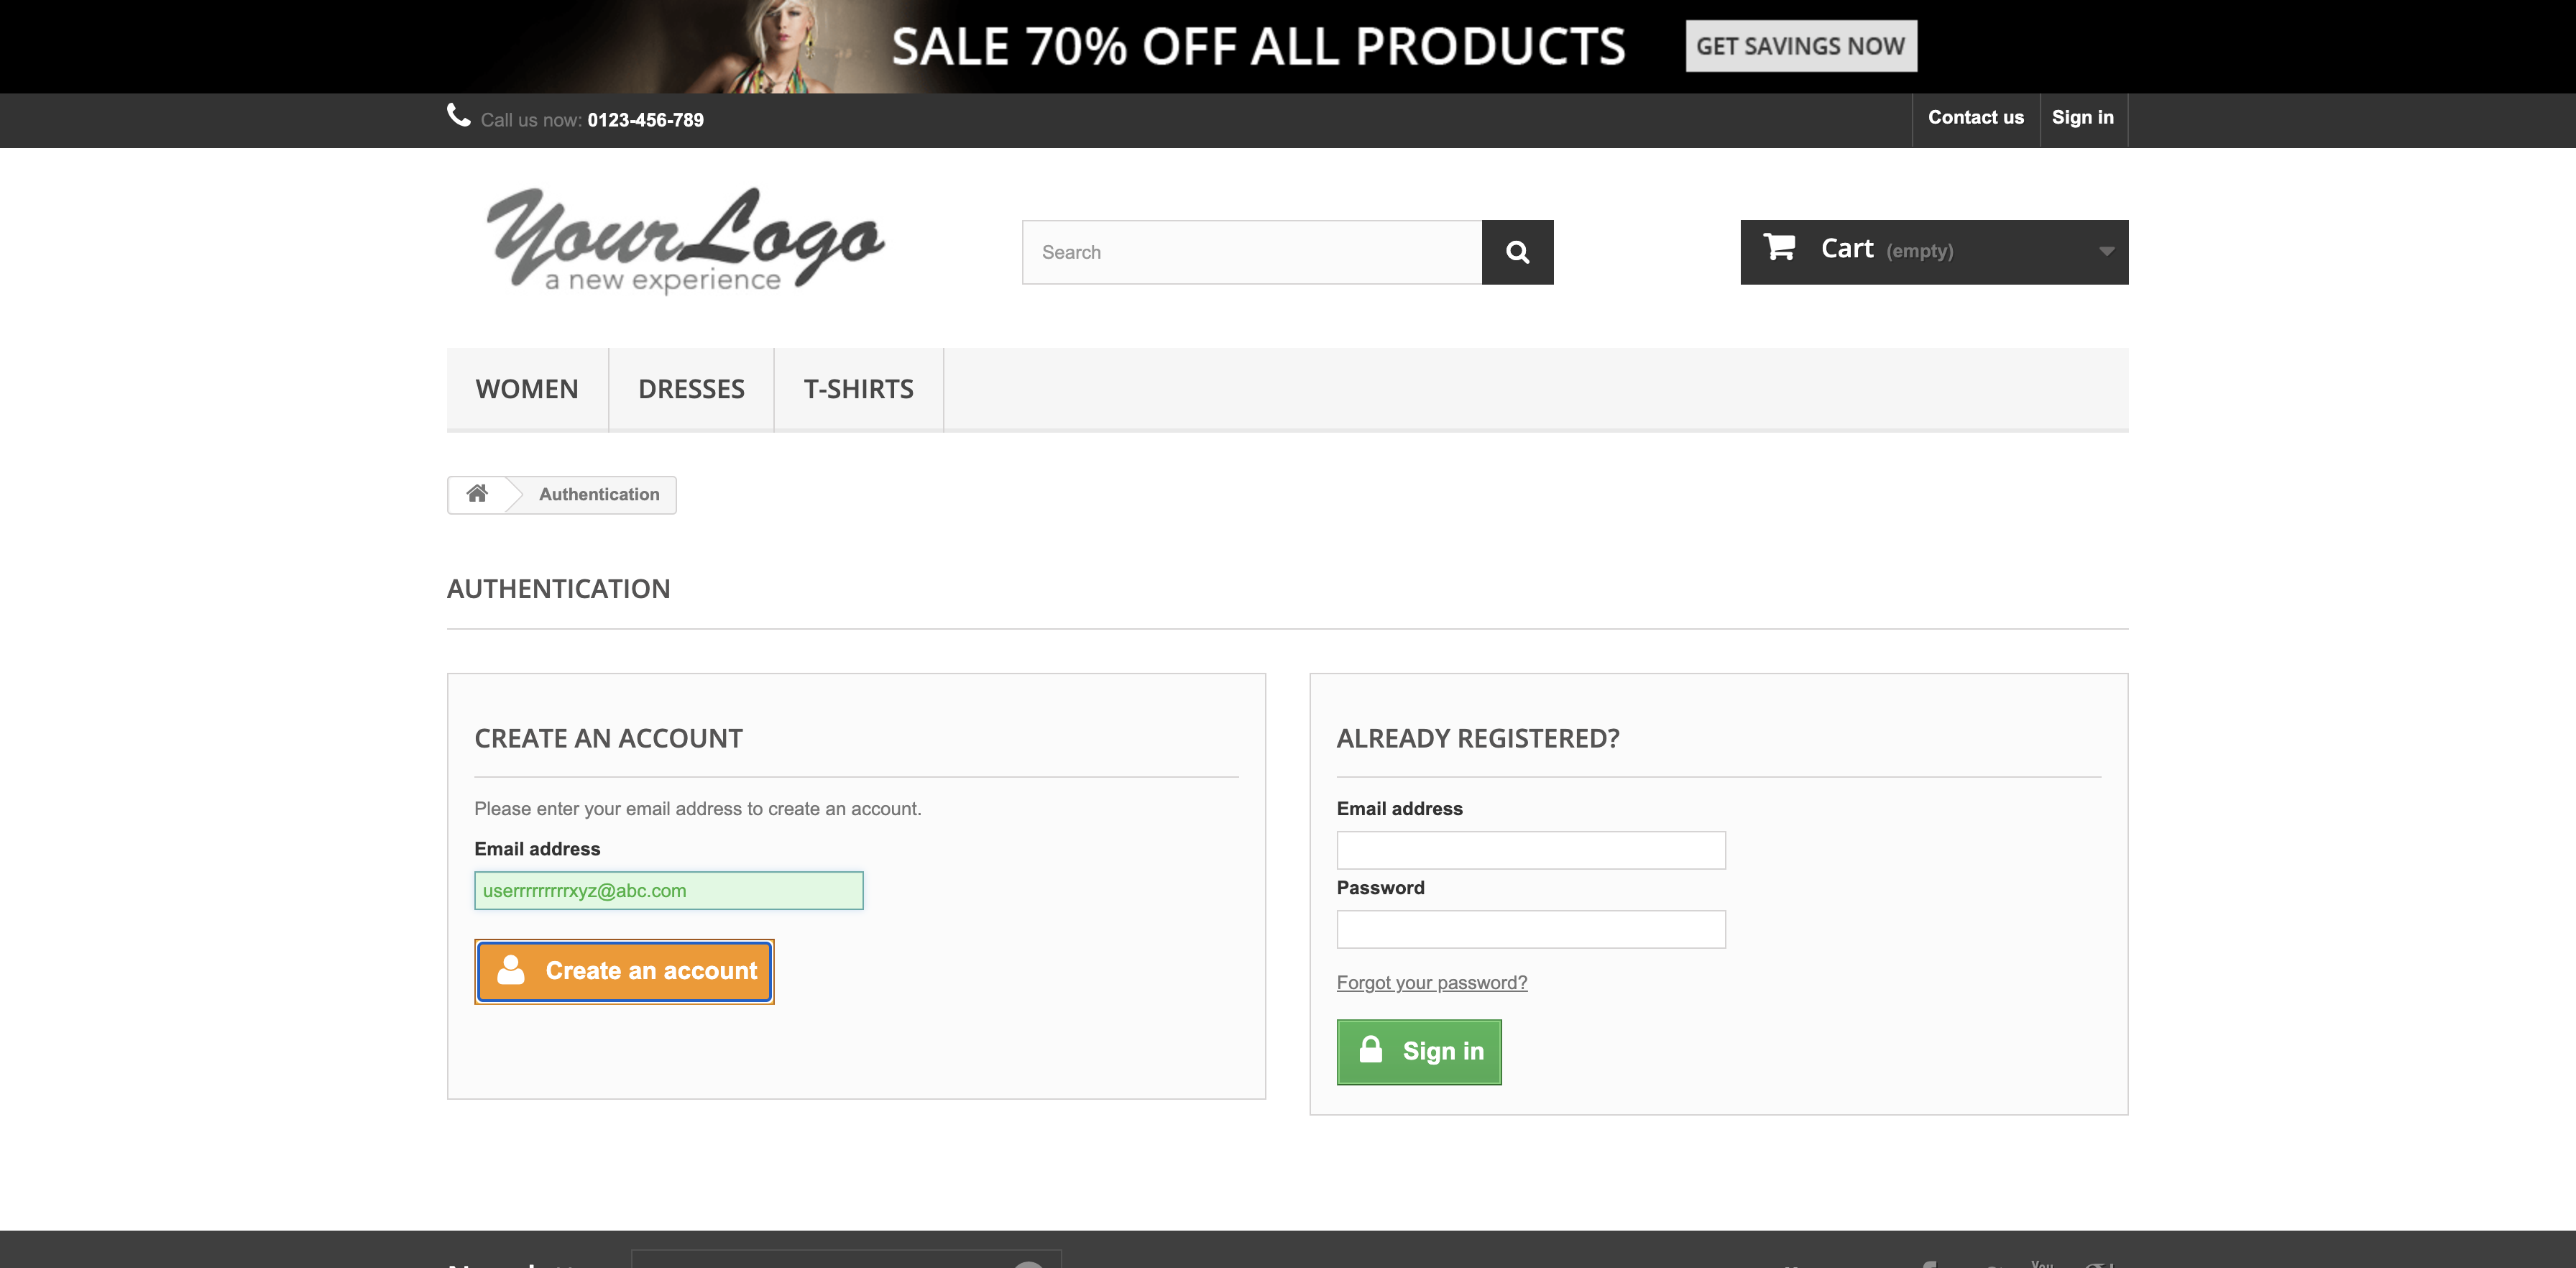 SALE 70% OFF ALL PRODUCTS
GET SAVINGS NOW
Call us now: 0123-456-789
Contact us
Sign in
Your Logo
a new experience
Search
Cart (empty)
WOMEN
DRESSES
T-SHIRTS
Authentication
AUTHENTICATION
CREATE AN ACCOUNT
Please enter your email address to create an account.
Email address
userrrrrrrrrxyz@abc.com
Create an account
ALREADY REGISTERED?
Email address
Password
Forgot your password?
Sign in